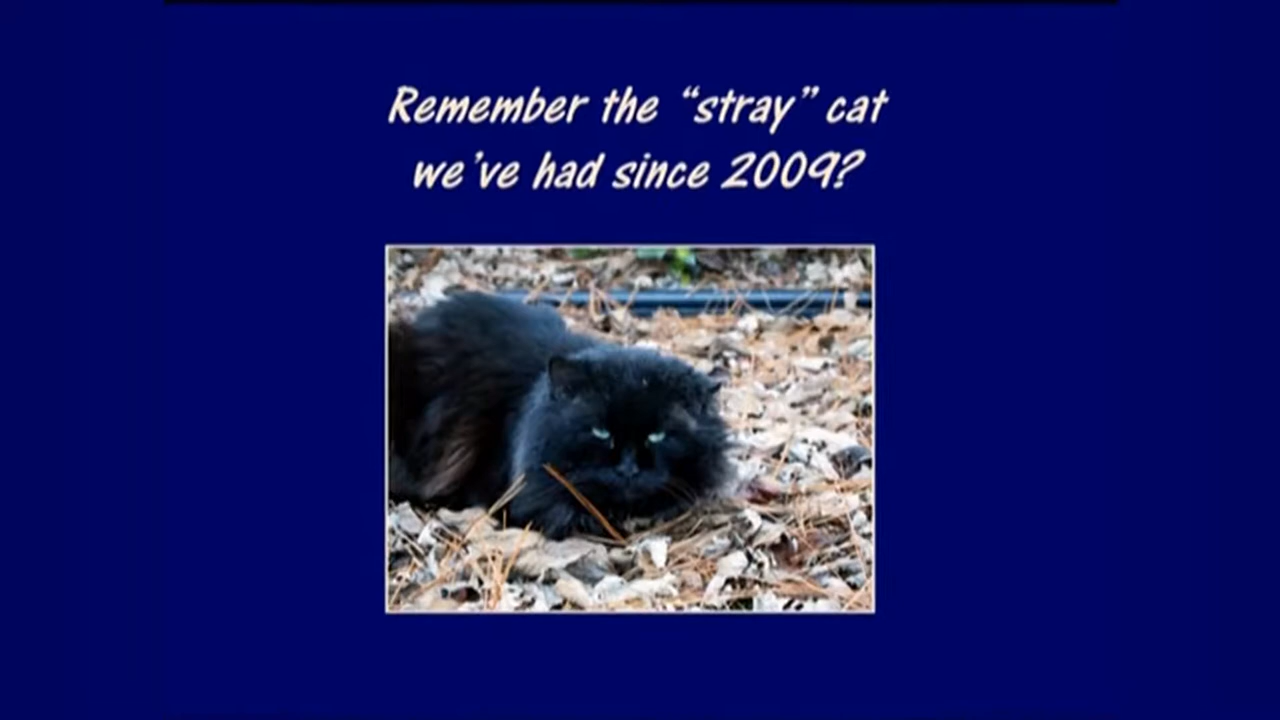 Remember the “stray” cat
we’ve had since 2009?